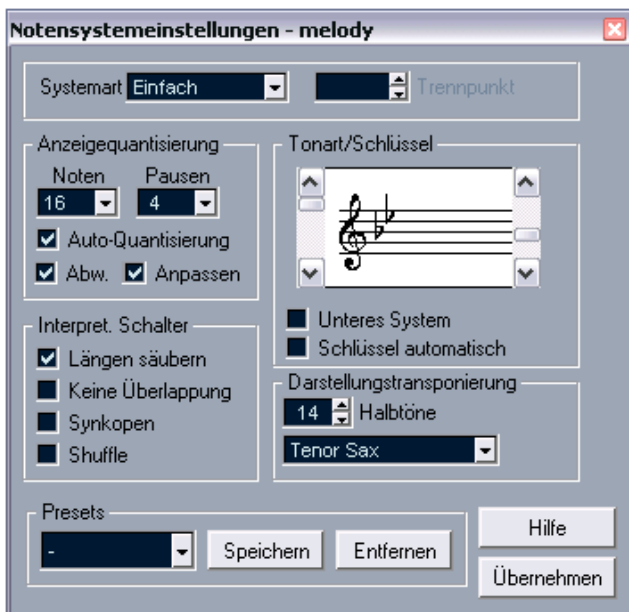 Notensystemeinstellungen - melody
Systemart Einfach Trennpunkt
Anzeigequantisierung
Noten Pausen
16 4
Auto-Quantisierung
Abw. Anpassen
Interpret. Schalter
Längen säubern
Keine Überlappung
Synkopen
Shuffle
Tonart/Schlüssel
Unteres System
Schlüssel automatisch
Darstellungstransponierung
14 Halbtöne
Tenor Sax
Presets
- Speichern Entfernen
Hilfe
Übernehmen